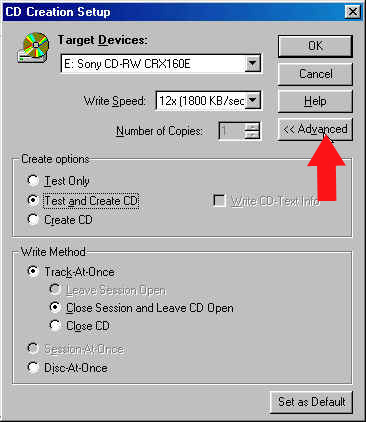 CD Creation Setup
Target Devices:
E: Sony CD-RW CRX160E
OK
Cancel
Write Speed: 12x (1800 KB/sec
Help
Number of Copies: 1
<< Advanced
Create options
Test Only
Test and Create CD
Write CD-Text Info
Create CD
Write Method
Track-At-Once
Leave Session Open
Close Session and Leave CD Open
Close CD
Session-At-Once
Disc-At-Once
Set as Default